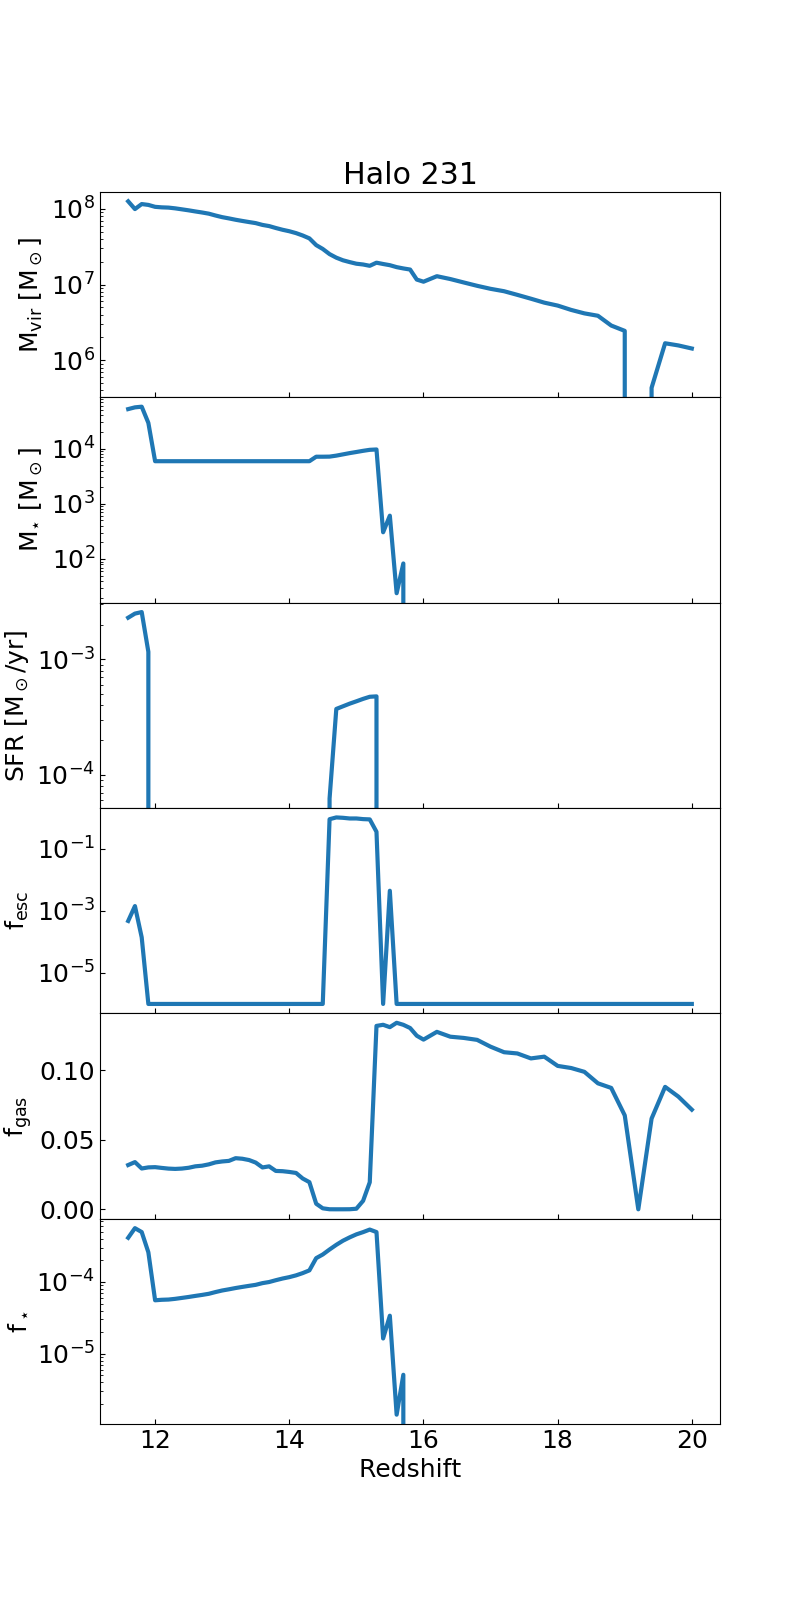 Halo 231
M_vir [M_⊙]
10^8
10^7
10^6
M_⋆ [M_⊙]
10^4
10^3
10^2
SFR [M_⊙/yr]
10^−3
10^−4
f_esc
10^−1
10^−3
10^−5
f_gas
0.10
0.05
0.00
f_⋆
10^−4
10^−5
12 14 16 18 20
Redshift